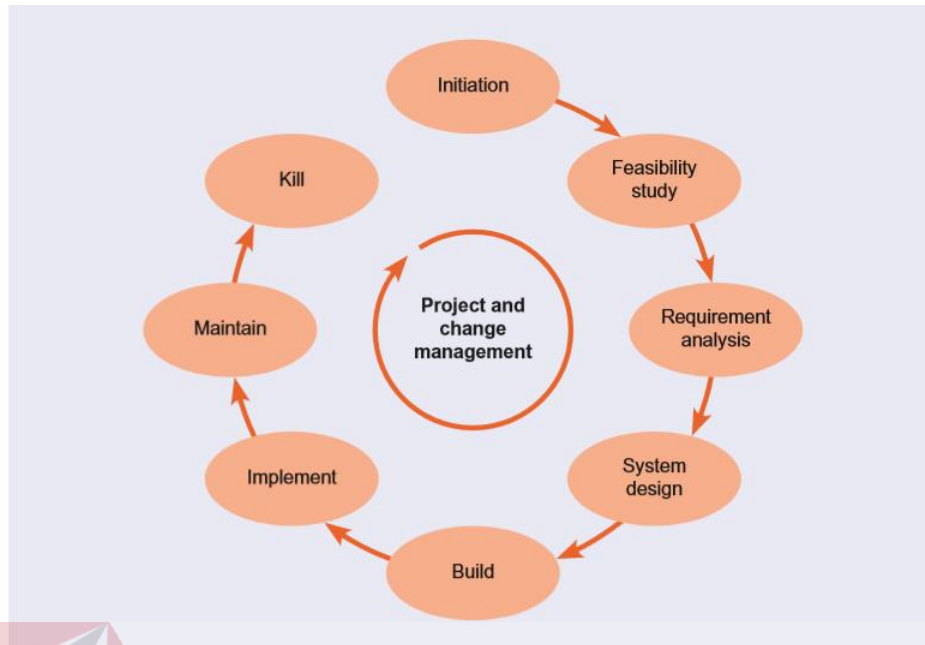 Initiation
Feasibility
study
Requirement
analysis
System
design
Build
Implement
Maintain
Kill
Project and
change
management